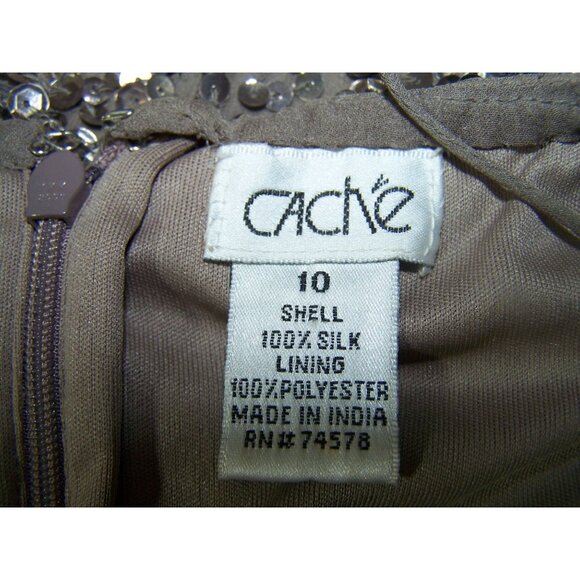 CACHÉ
10
SHELL
100% SILK
LINING
100% POLYESTER
MADE IN INDIA
RN# 74578